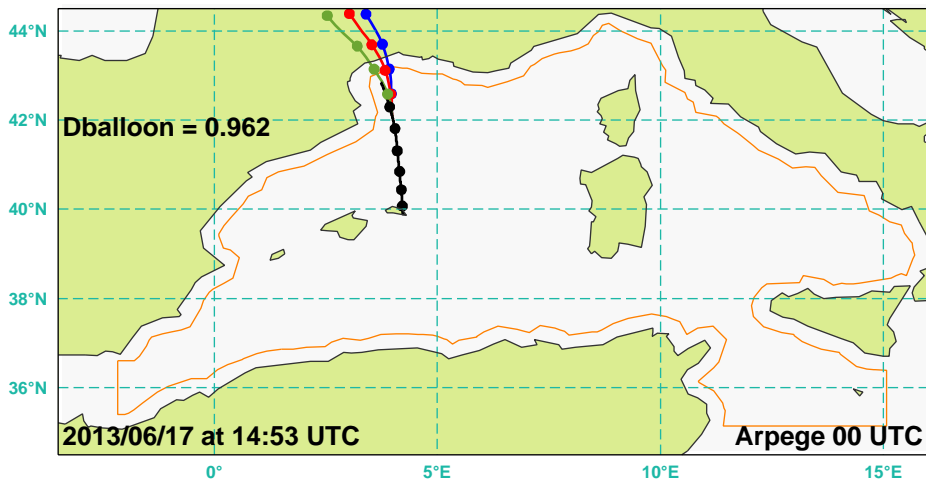 44°N
42°N
Dballoon = 0.962
40°N
38°N
36°N
2013/06/17 at 14:53 UTC
Arpege 00 UTC
0°
5°E
10°E
15°E